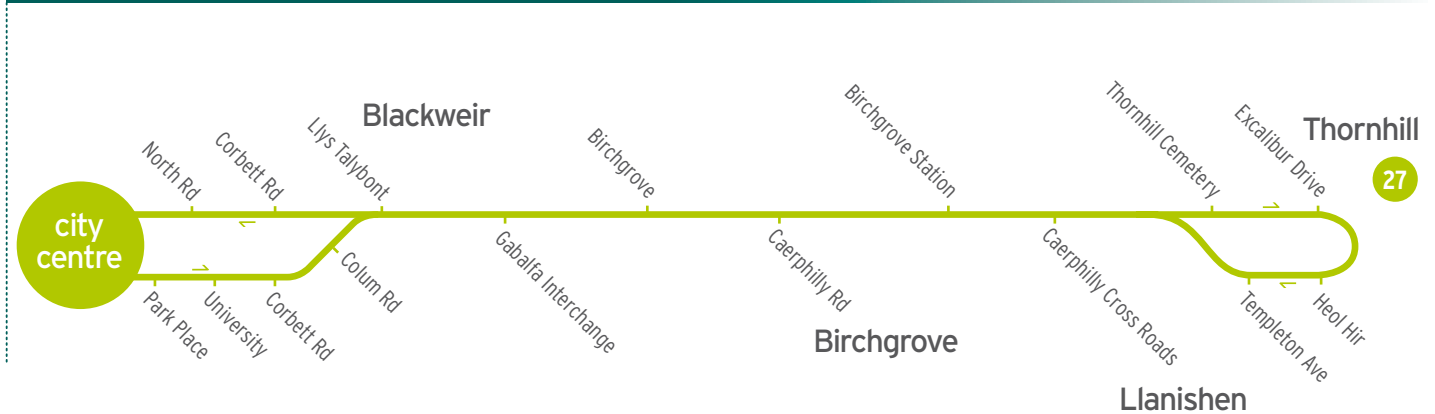 Blackweir
Thornhill
27
North Rd
Corbett Rd
Llys Talybont
Birchgrove
Birchgrove Station
Thornhill Cemetery
Excalibur Drive
city
centre
Park Place
University
Corbett Rd
Colum Rd
Gabalfa Interchange
Caerphilly Rd
Caerphilly Cross Roads
Templeton Ave
Heol Hir
Birchgrove
Llanishen